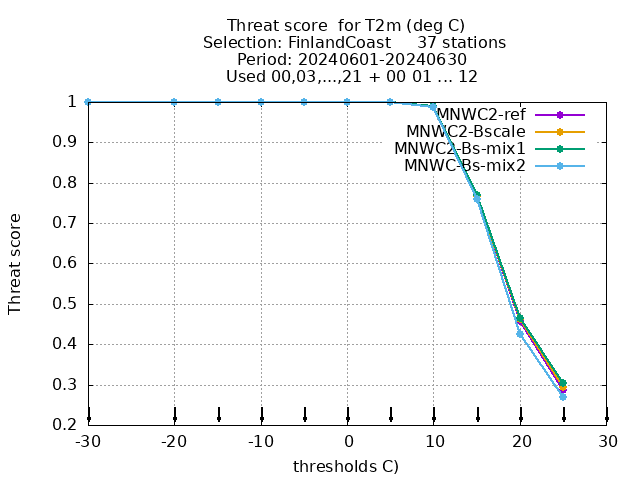 Threat score  for T2m (deg C)
Selection: FinlandCoast     37 stations
Period: 20240601-20240630
Used 00,03,...,21 + 00 01 ... 12
MNWC2-ref
MNWC2-Bscale
MNWC2-Bs-mix1
MNWC-Bs-mix2
Threat score
1
0.9
0.8
0.7
0.6
0.5
0.4
0.3
0.2
-30 -20 -10 0 10 20 30
thresholds C)